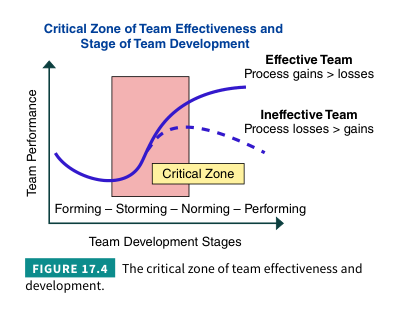 Critical Zone of Team Effectiveness and
Stage of Team Development
Effective Team
Process gains > losses
Ineffective Team
Process losses > gains
Team Performance
Critical Zone
Forming – Storming – Norming – Performing
Team Development Stages
FIGURE 17.4 The critical zone of team effectiveness and
development.